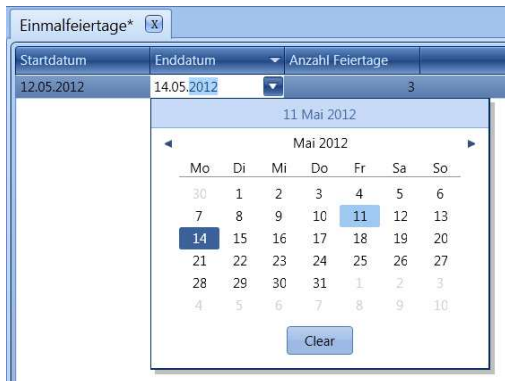 Einmalfeiertage* X
Startdatum Enddatum Anzahl Feiertage
12.05.2012 14.05.2012 3
11 Mai 2012
Mai 2012
Mo Di Mi Do Fr Sa So
30 1 2 3 4 5 6
7 8 9 10 11 12 13
14 15 16 17 18 19 20
21 22 23 24 25 26 27
28 29 30 31 1 2 3
4 5 6 7 8 9 10
Clear